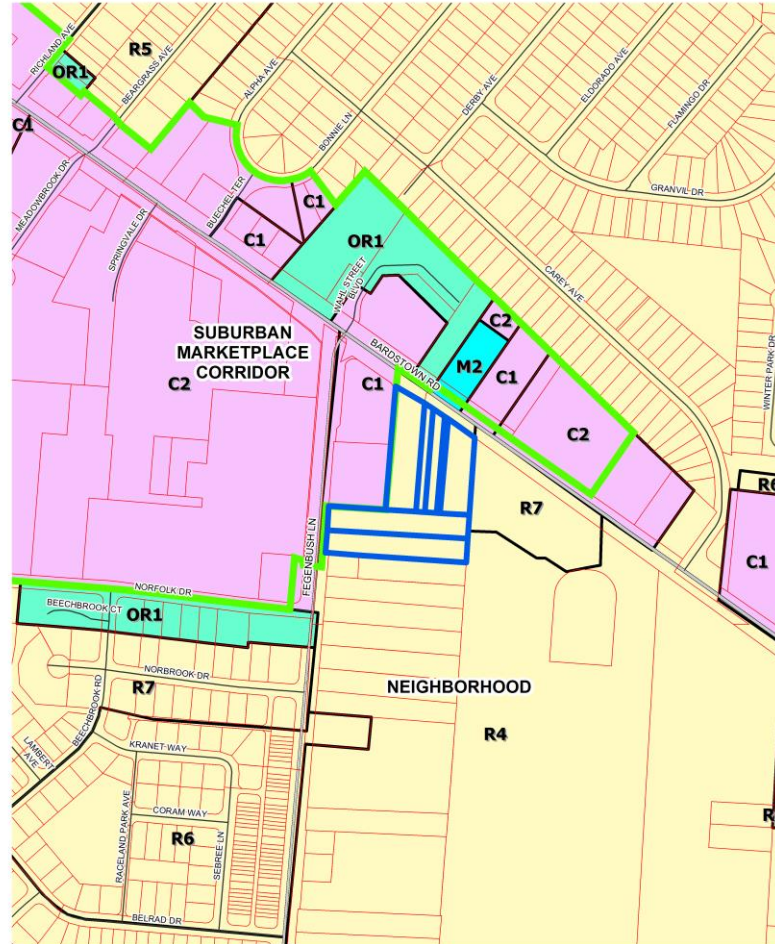 RICHLAND AVE
R5
OR1
BEARGRASS AVE
ALPHA AVE
BONNIE LN
DERBY AVE
ELDORADO AVE
FLAMINGO DR
GRANVIL DR
C1
MEADOWBROOK DR
SPRINGVALE DR
BUECHEL TER
C1
C1
OR1
WAHL STREET
BLVD
CAREY AVE
WINTER PARK DR
SUBURBAN
MARKETPLACE
CORRIDOR
C2
BARDSTOWN RD
C2
M2
C1
C1
C2
R7
C1
FEGENBUSH LN
NORFOLK DR
BEECHBROOK CT
OR1
NORBROOK DR
R7
BEECHBROOK RD
NEIGHBORHOOD
R4
LAMBERT
AVE
KRANET WAY
CORAM WAY
RACELAND PARK AVE
R6
SEBREE LN
BELRAD DR